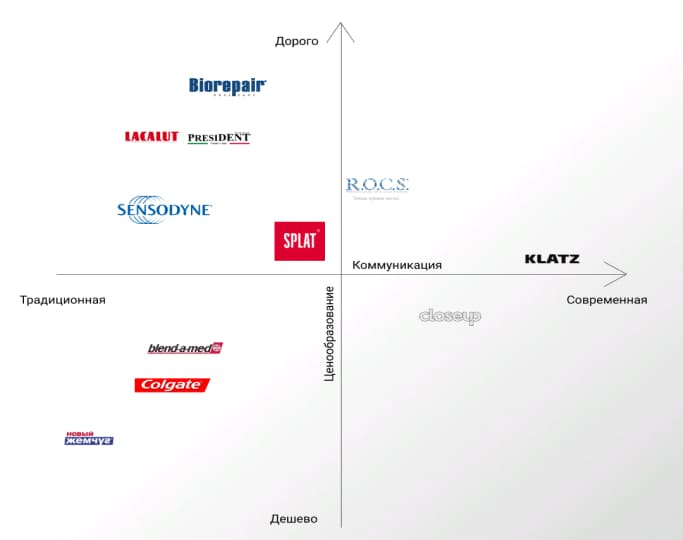 Дорого
Biorepair
LACALUT PRESIDENT
R.O.C.S.
SENSODYNE
SPLAT
KLATZ
Коммуникация
Традиционная
Современная
Ценообразование
closeup
blend-a-med
Colgate
НОВЫЙ
ЖЕМЧУГ
Дешево